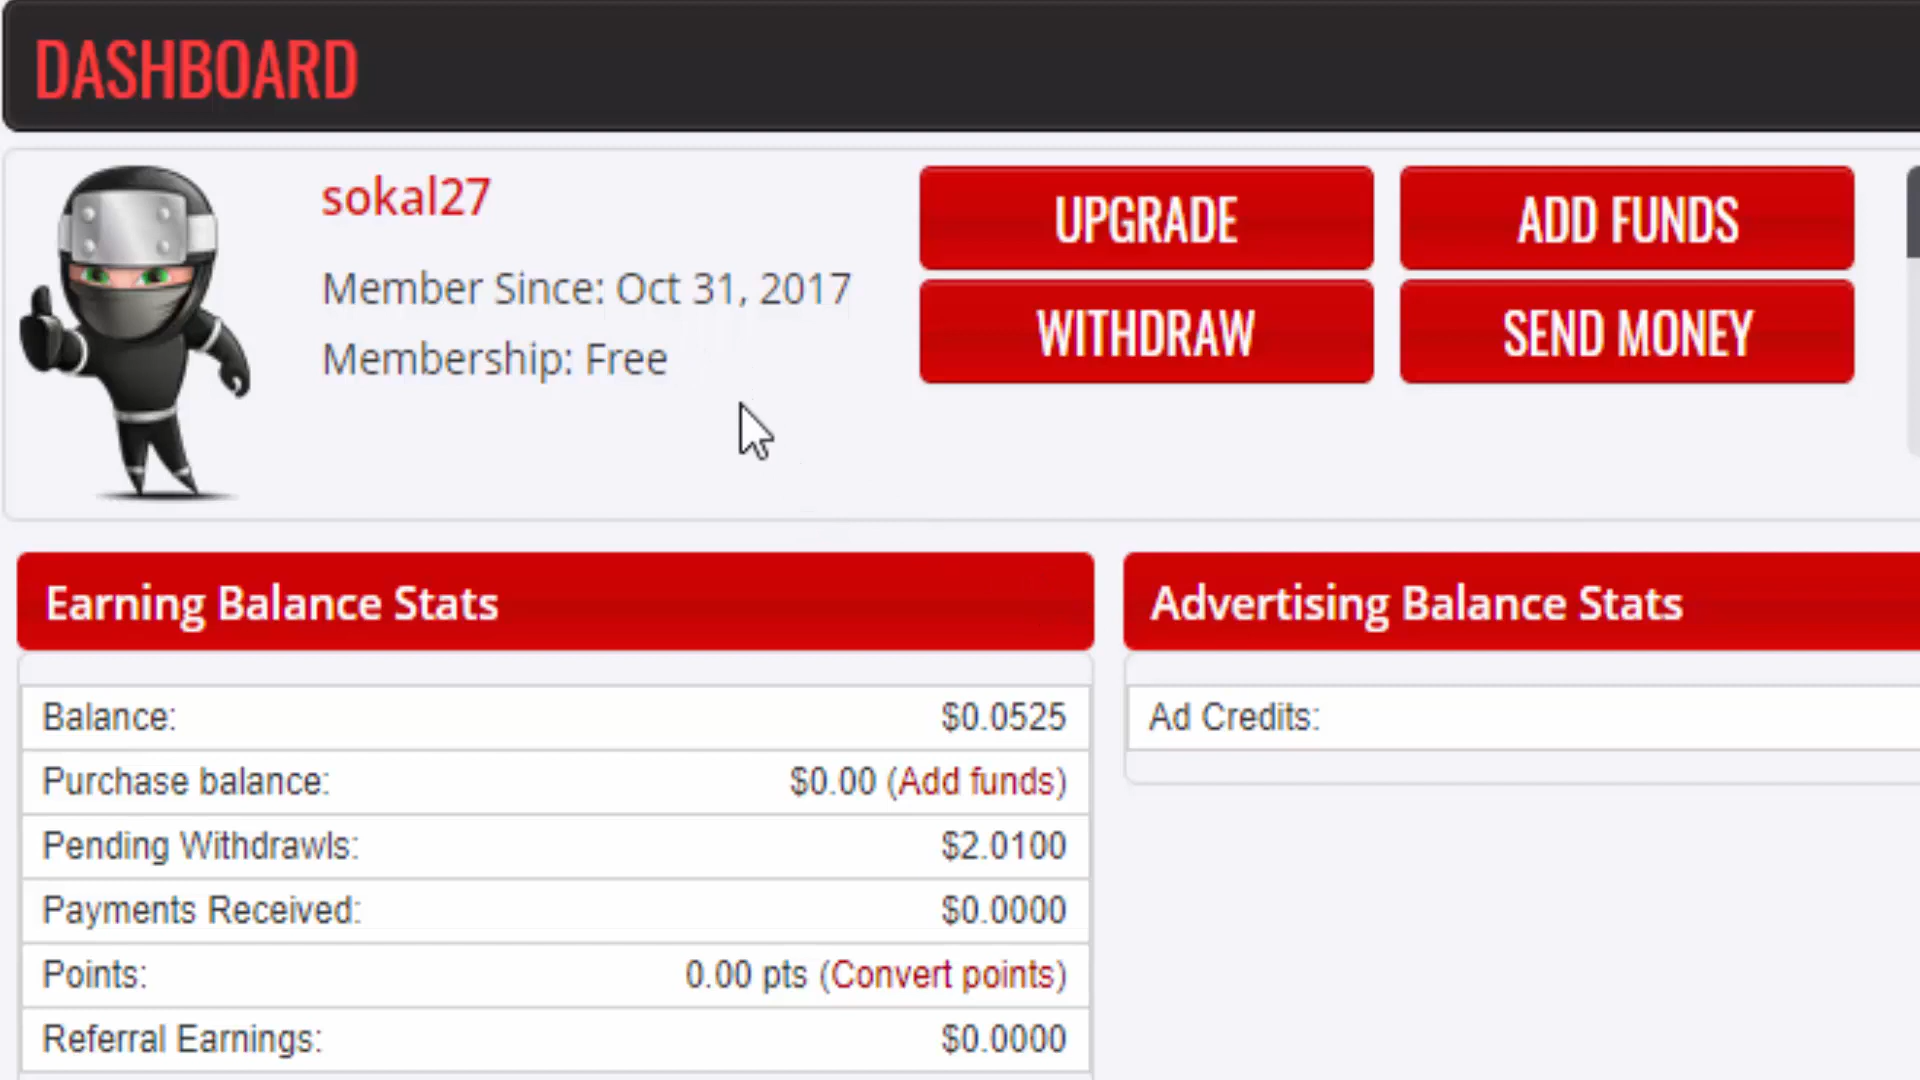 DASHBOARD
sokal27
Member Since: Oct 31, 2017
Membership: Free
UPGRADE
ADD FUNDS
WITHDRAW
SEND MONEY
Earning Balance Stats
Balance: $0.0525
Purchase balance: $0.00 (Add funds)
Pending Withdrawls: $2.0100
Payments Received: $0.0000
Points: 0.00 pts (Convert points)
Referral Earnings: $0.0000
Advertising Balance Stats
Ad Credits: